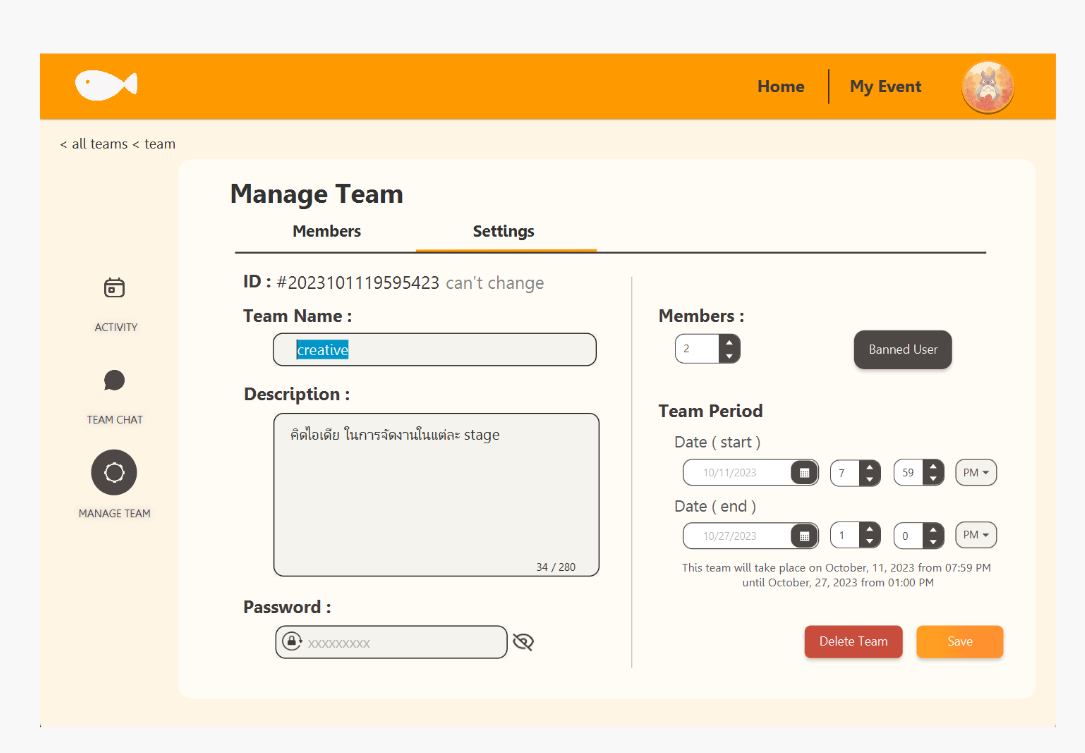 Home
My Event
< all teams < team
Manage Team
Members
Settings
ID : #2023101119595423 can't change
Team Name :
creative
Description :
คิดไอเดีย ในการจัดงานในแต่ละ stage
34 / 280
Password :
xxxxxxxxx
ACTIVITY
TEAM CHAT
MANAGE TEAM
Members :
2
Banned User
Team Period
Date ( start )
10/11/2023 7 59 PM
Date ( end )
10/27/2023 1 0 PM
This team will take place on October, 11, 2023 from 07:59 PM
until October, 27, 2023 from 01:00 PM
Delete Team
Save